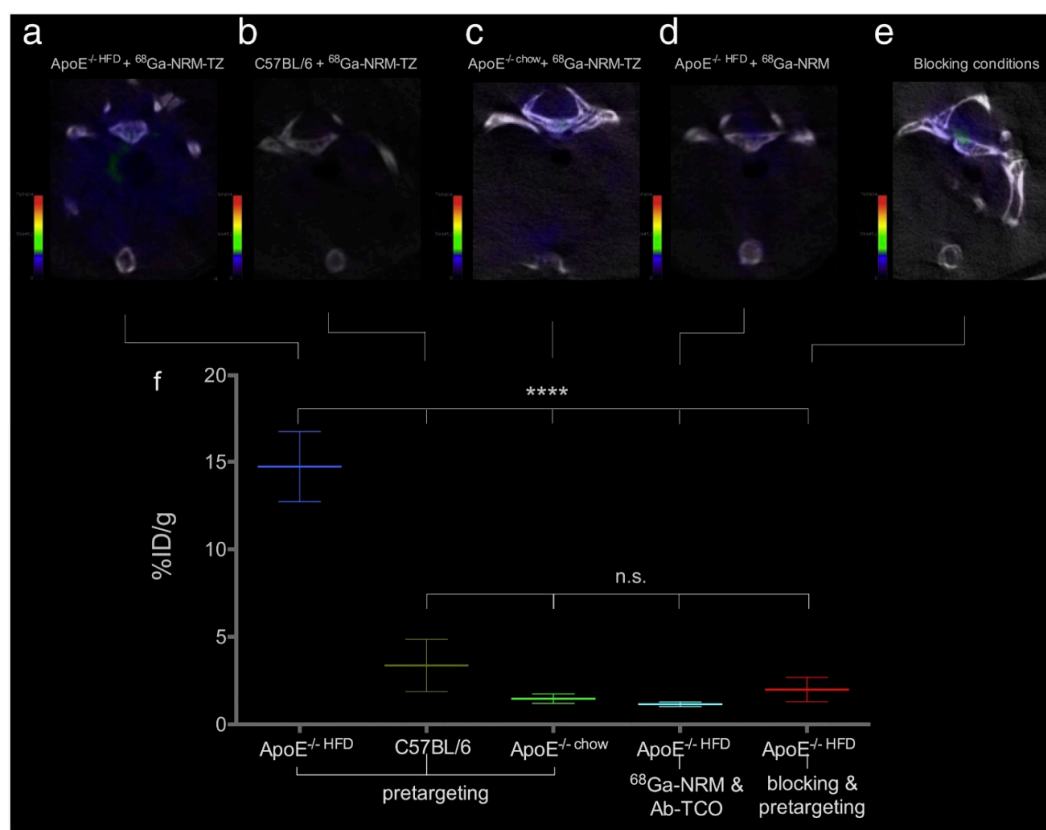 a b c d e
ApoE-/- HFD + 68Ga-NRM-TZ C57BL/6 + 68Ga-NRM-TZ ApoE-/- chow + 68Ga-NRM-TZ ApoE-/- HFD + 68Ga-NRM Blocking conditions
f
20
****
15
10
n.s.
5
0
%ID/g
ApoE-/- HFD C57BL/6 ApoE-/- chow ApoE-/- HFD ApoE-/- HFD
pretargeting
68Ga-NRM &
Ab-TCO
blocking &
pretargeting